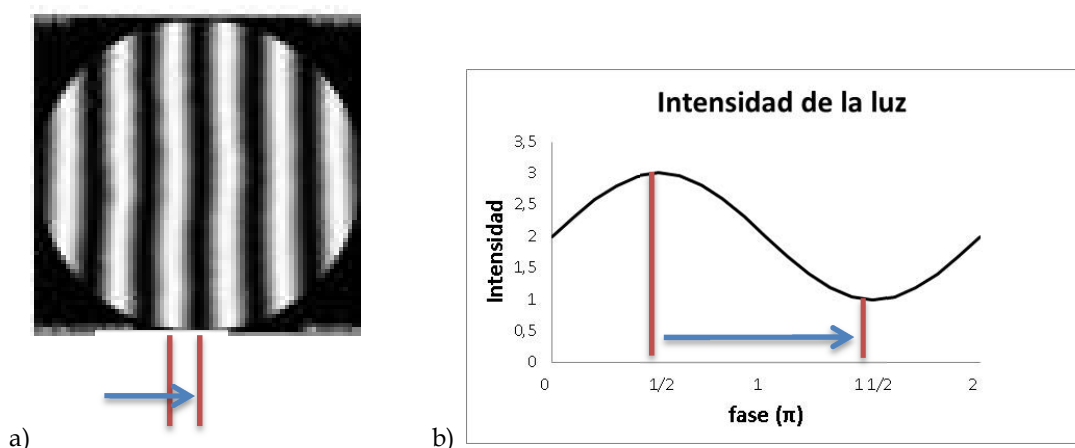 a)
b)
Intensidad de la luz
Intensidad
3,5
3
2,5
2
1,5
1
0,5
0
0 1/2 1 1 1/2 2
fase (π)